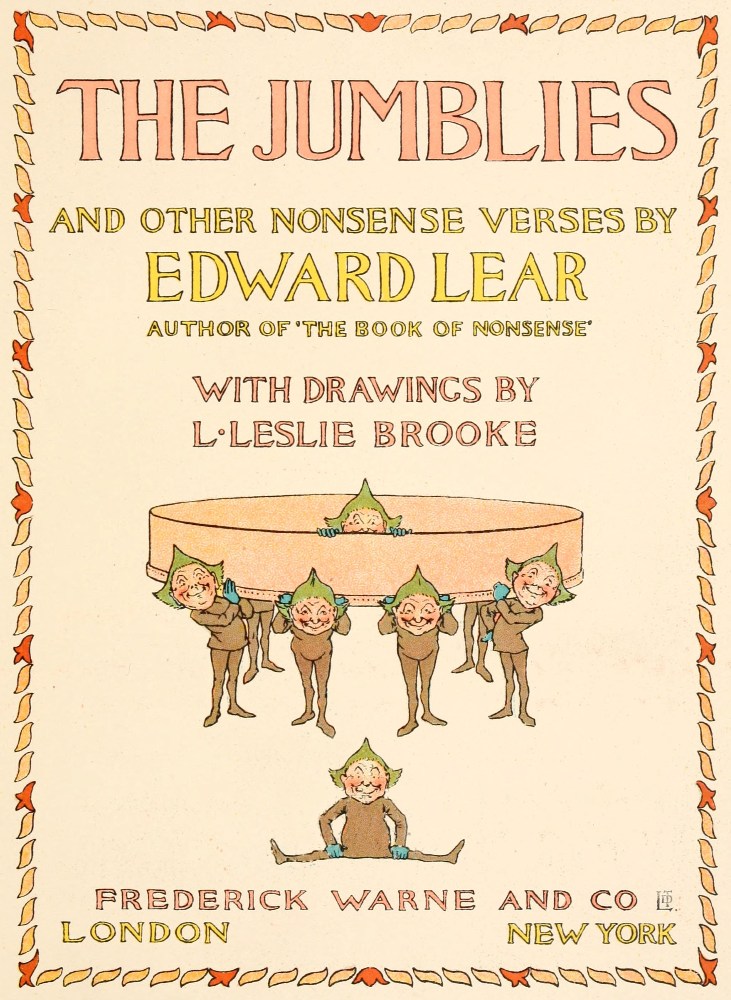 THE JUMBLIES
AND OTHER NONSENSE VERSES BY
EDWARD LEAR
AUTHOR OF 'THE BOOK OF NONSENSE'
WITH DRAWINGS BY
L·LESLIE BROOKE
FREDERICK WARNE AND CO LTD
LONDON NEW YORK